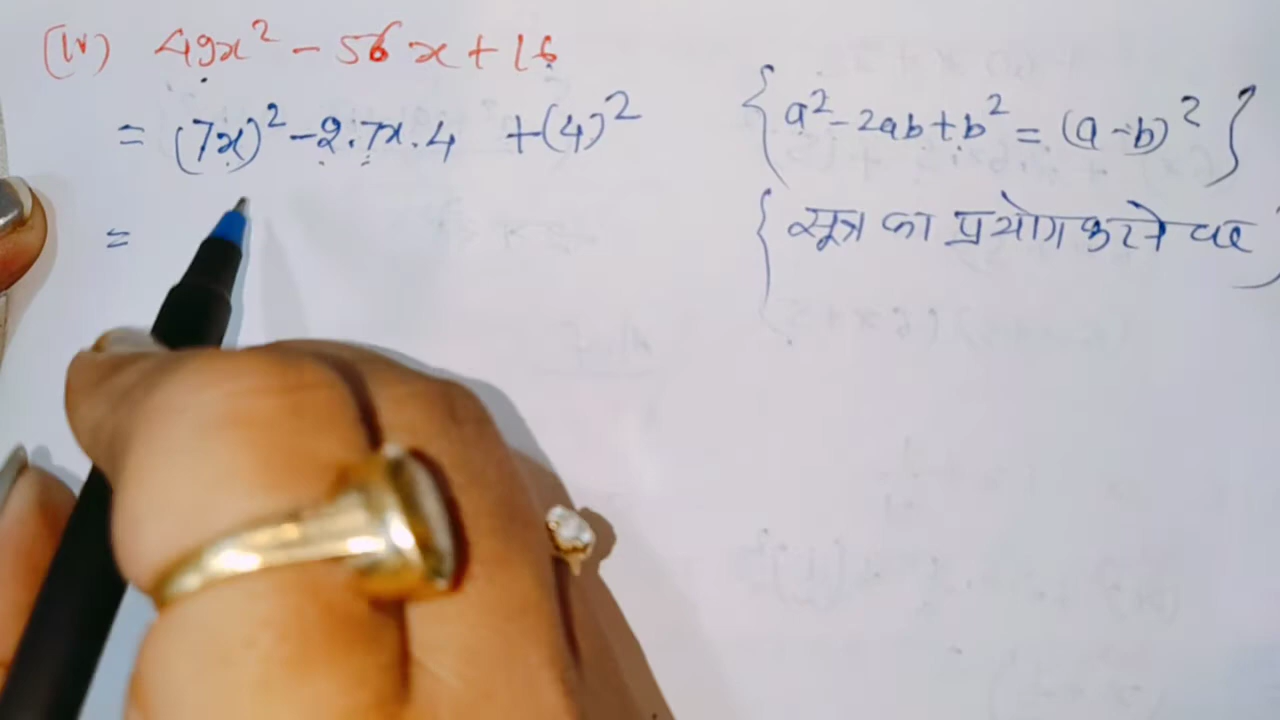 (iv) 49x² - 56x + 16
= (7x)² - 2.7x.4 + (4)² {a² - 2ab + b² = (a - b)²}
= {सूत्र का प्रयोग करने पर}